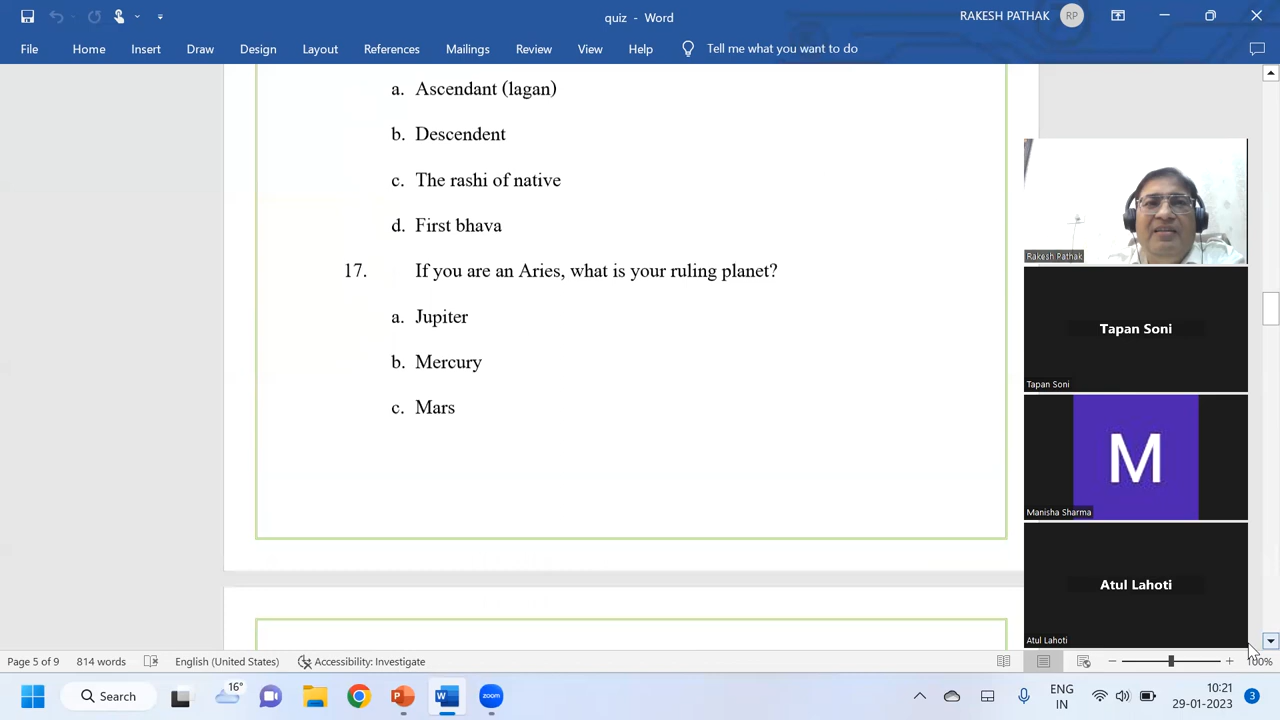 quiz - Word
RAKESH PATHAK RP
File Home Insert Draw Design Layout References Mailings Review View Help Tell me what you want to do
a. Ascendant (lagan)
b. Descendent
c. The rashi of native
d. First bhava
17. If you are an Aries, what is your ruling planet?
a. Jupiter
b. Mercury
c. Mars
Rakesh Pathak
Tapan Soni
Tapan Soni
M
Manisha Sharma
Atul Lahoti
Atul Lahoti
Page 5 of 9 814 words English (United States) Accessibility: Investigate 100%
16°
Search
W
zoom
ENG
IN
10:21
29-01-2023
3